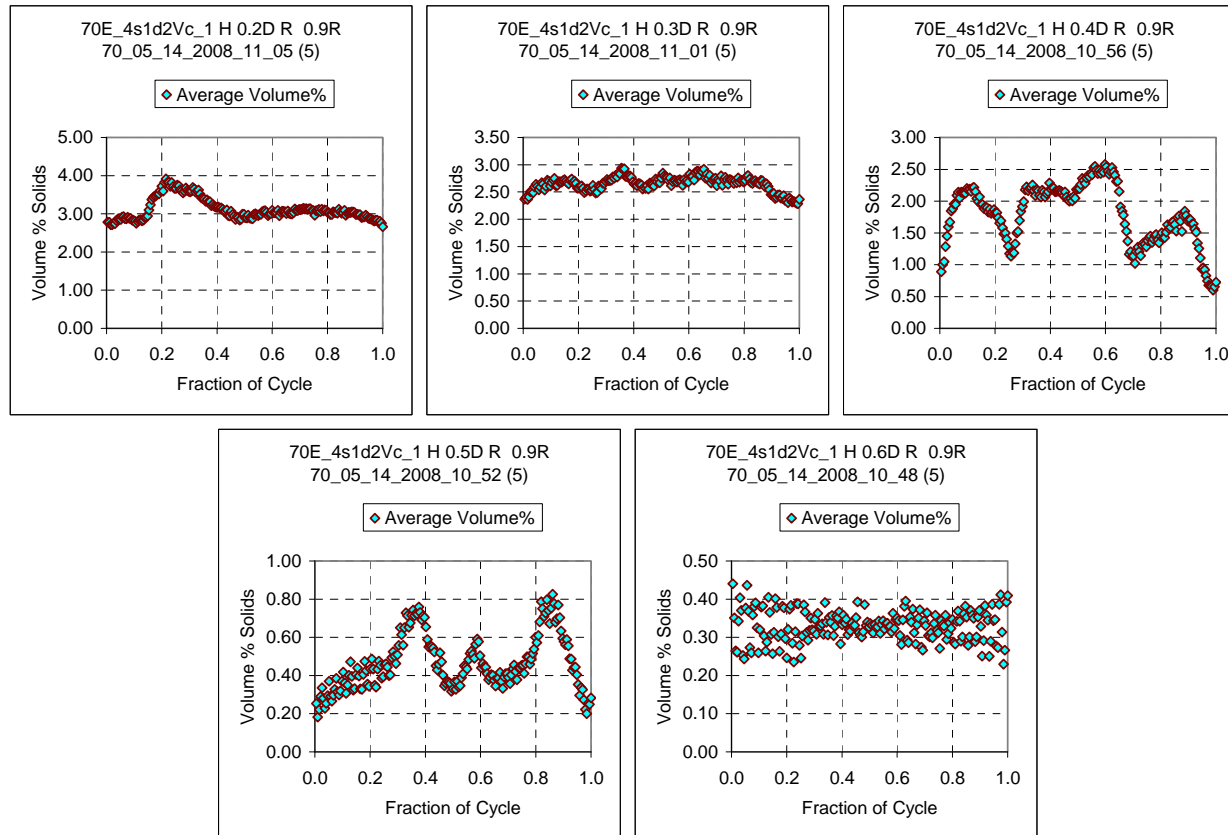 70E_4s1d2Vc_1 H 0.2D R  0.9R
70_05_14_2008_11_05 (5)
Average Volume%
Volume % Solids
5.00
4.00
3.00
2.00
1.00
0.00
0.0 0.2 0.4 0.6 0.8 1.0
Fraction of Cycle
70E_4s1d2Vc_1 H 0.3D R  0.9R
70_05_14_2008_11_01 (5)
Average Volume%
Volume % Solids
3.50
3.00
2.50
2.00
1.50
1.00
0.50
0.00
0.0 0.2 0.4 0.6 0.8 1.0
Fraction of Cycle
70E_4s1d2Vc_1 H 0.4D R  0.9R
70_05_14_2008_10_56 (5)
Average Volume%
Volume % Solids
3.00
2.50
2.00
1.50
1.00
0.50
0.00
0.0 0.2 0.4 0.6 0.8 1.0
Fraction of Cycle
70E_4s1d2Vc_1 H 0.5D R  0.9R
70_05_14_2008_10_52 (5)
Average Volume%
Volume % Solids
1.00
0.80
0.60
0.40
0.20
0.00
0.0 0.2 0.4 0.6 0.8 1.0
Fraction of Cycle
70E_4s1d2Vc_1 H 0.6D R  0.9R
70_05_14_2008_10_48 (5)
Average Volume%
Volume % Solids
0.50
0.40
0.30
0.20
0.10
0.00
0.0 0.2 0.4 0.6 0.8 1.0
Fraction of Cycle